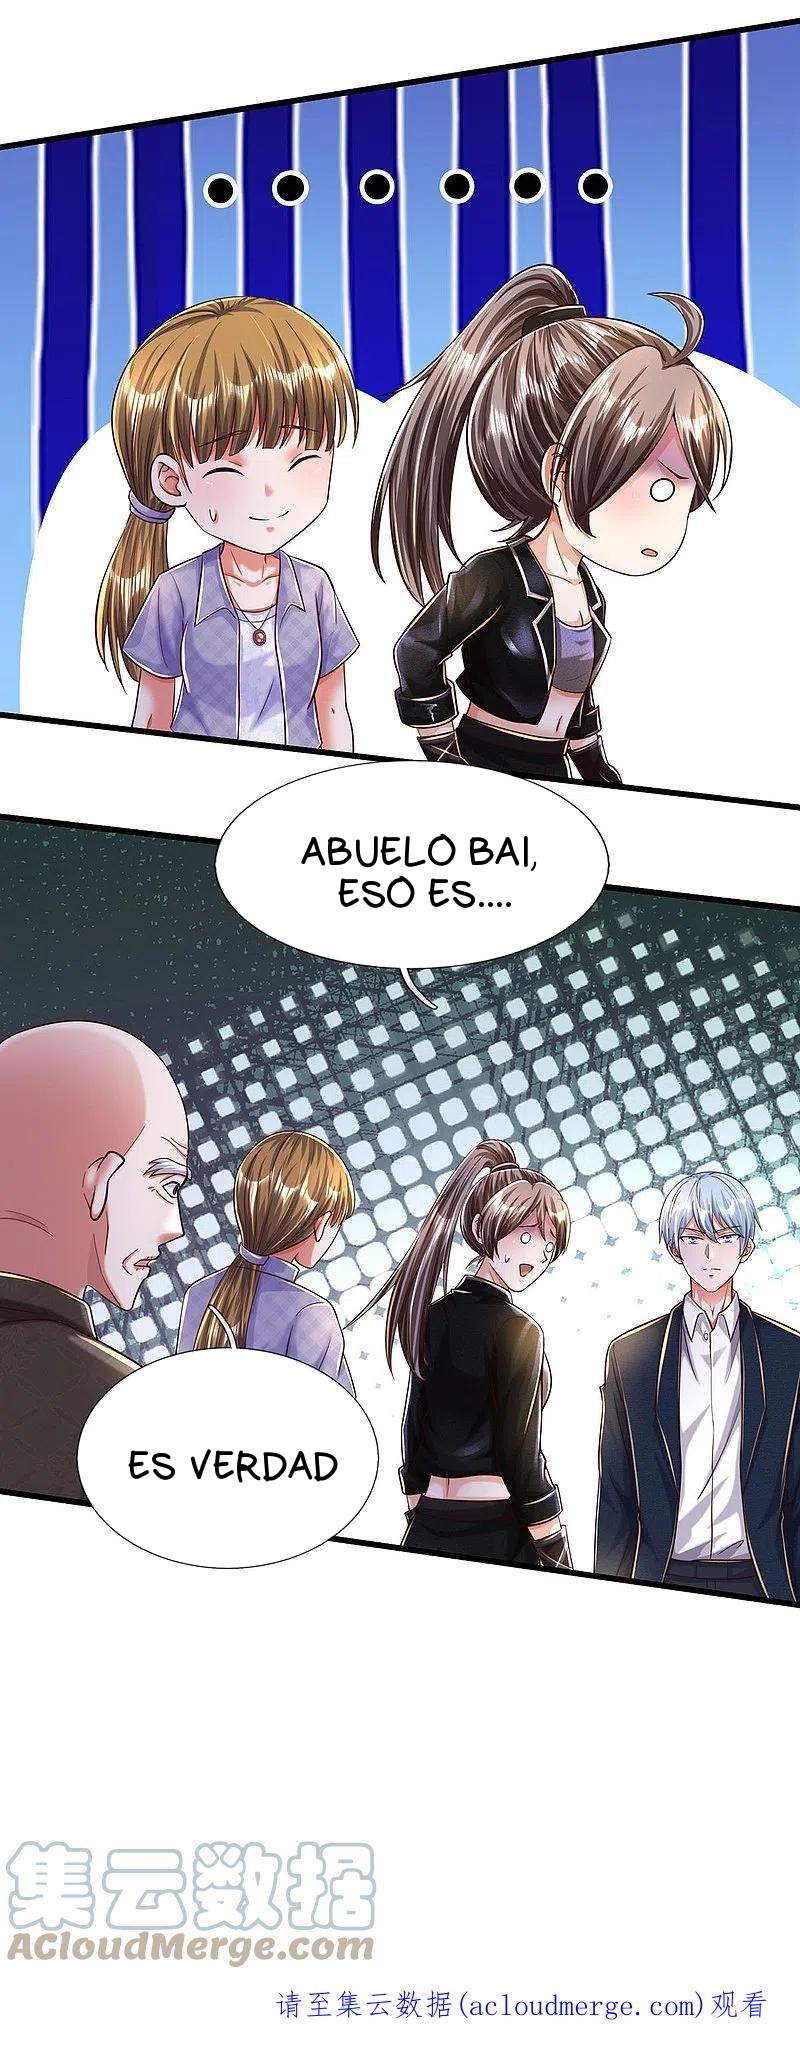 ABUELO BAI,
ESO ES....
ES VERDAD
集云数据
AcloudMerge.com
请至集云数据(acloudmerge.com)观看